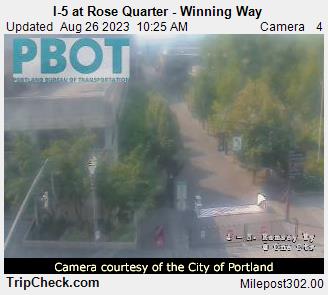 I-5 at Rose Quarter - Winning Way
Updated Aug 26 2023 10:25 AM Camera 4
PBOT
PORTLAND BUREAU OF TRANSPORTATION
Camera courtesy of the City of Portland
TripCheck.com Milepost302.00